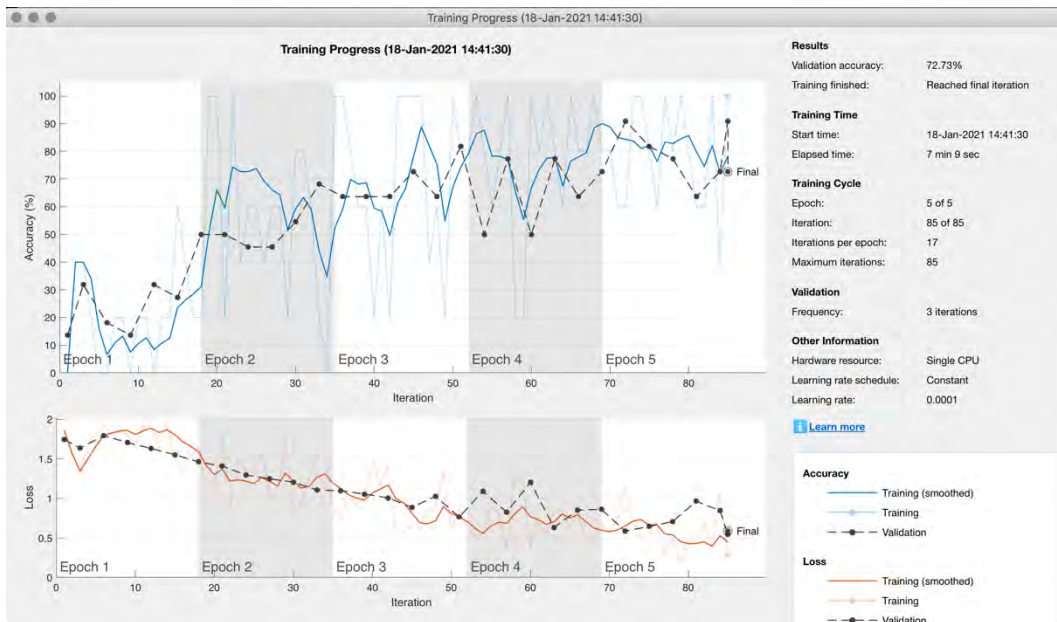 Training Progress (18-Jan-2021 14:41:30)
Training Progress (18-Jan-2021 14:41:30)
Accuracy (%)
100
90
80
70
60
50
40
30
20
10
0
Final
Epoch 1
Epoch 2
Epoch 3
Epoch 4
Epoch 5
0
10
20
30
40
50
60
70
80
Iteration
Loss
2
1.5
1
0.5
0
Final
Epoch 1
Epoch 2
Epoch 3
Epoch 4
Epoch 5
0
10
20
30
40
50
60
70
80
Iteration
Results
Validation accuracy: 72.73%
Training finished: Reached final iteration
Training Time
Start time: 18-Jan-2021 14:41:30
Elapsed time: 7 min 9 sec
Training Cycle
Epoch: 5 of 5
Iteration: 85 of 85
Iterations per epoch: 17
Maximum iterations: 85
Validation
Frequency: 3 iterations
Other Information
Hardware resource: Single CPU
Learning rate schedule: Constant
Learning rate: 0.0001
i Learn more
Accuracy
Training (smoothed)
Training
Validation
Loss
Training (smoothed)
Training
Validation